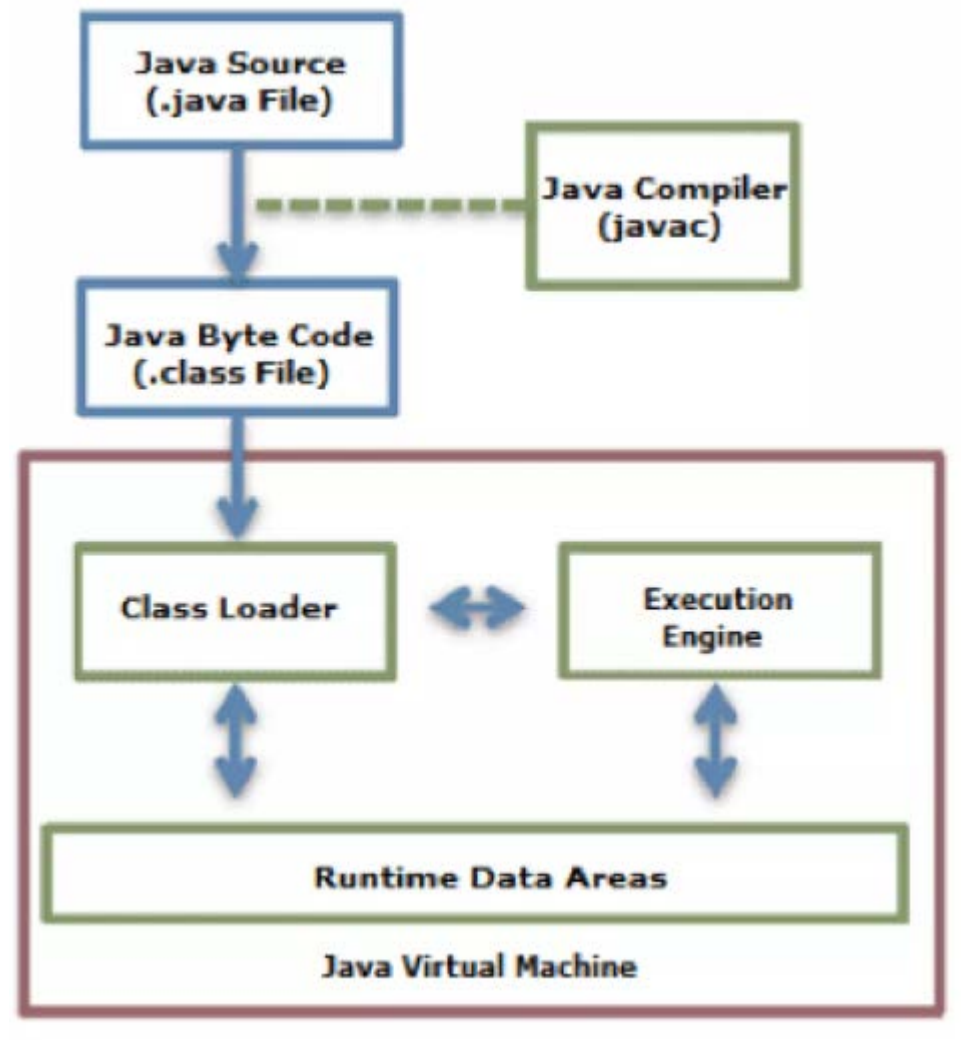 Java Source
(.java File)
Java Compiler
(javac)
Java Byte Code
(.class File)
Class Loader
Execution
Engine
Runtime Data Areas
Java Virtual Machine